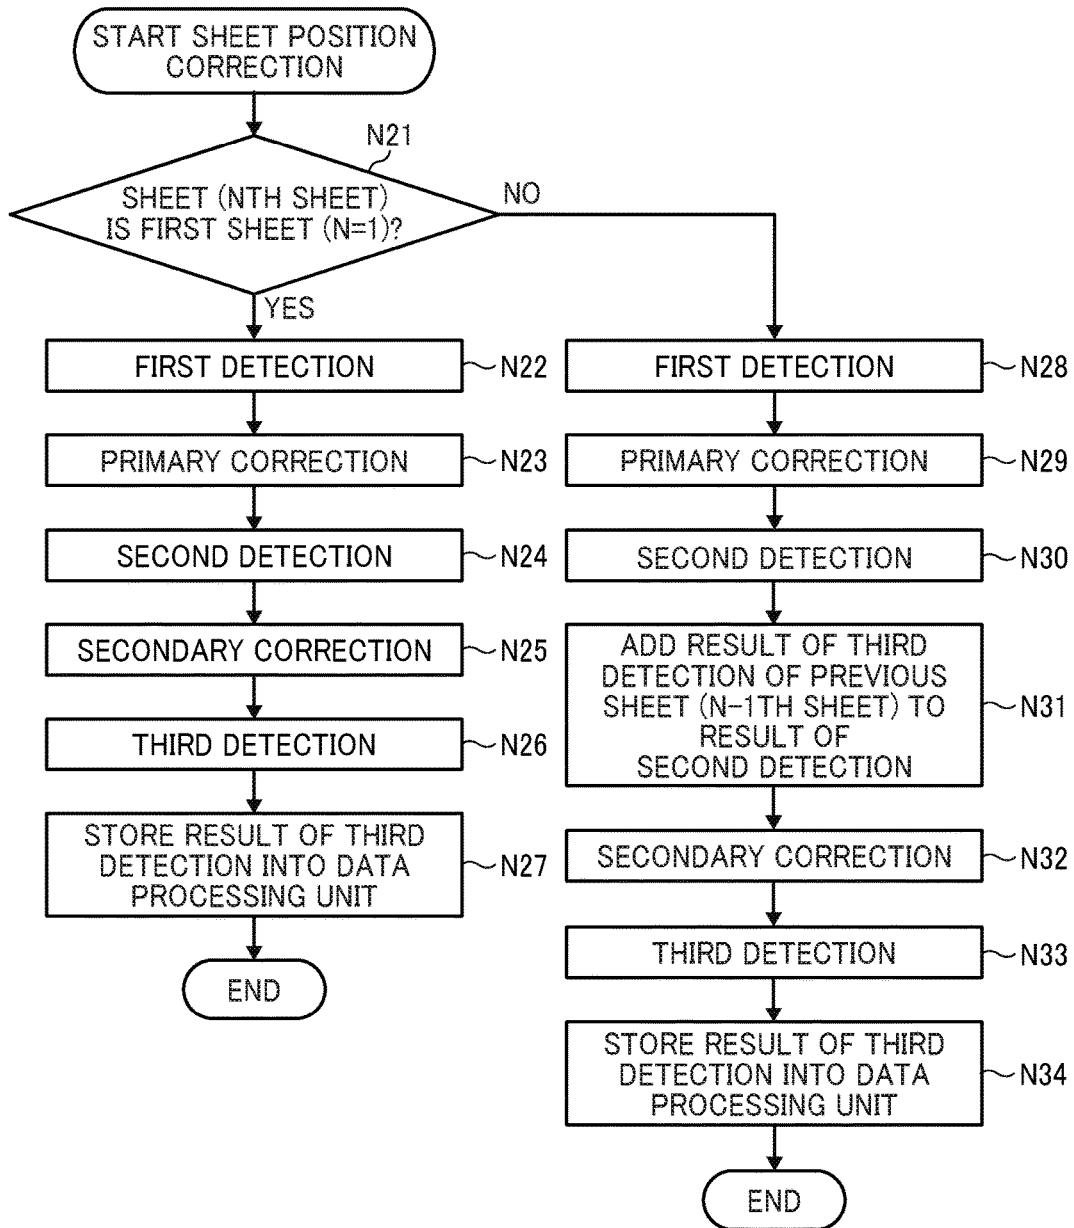 START SHEET POSITION
CORRECTION
N21
SHEET (NTH SHEET)
IS FIRST SHEET (N=1)?
NO
YES
FIRST DETECTION
N22
PRIMARY CORRECTION
N23
SECOND DETECTION
N24
SECONDARY CORRECTION
N25
THIRD DETECTION
N26
STORE RESULT OF THIRD
DETECTION INTO DATA
PROCESSING UNIT
N27
END
FIRST DETECTION
N28
PRIMARY CORRECTION
N29
SECOND DETECTION
N30
ADD RESULT OF THIRD
DETECTION OF PREVIOUS
SHEET (N-1TH SHEET) TO
RESULT OF
SECOND DETECTION
N31
SECONDARY CORRECTION
N32
THIRD DETECTION
N33
STORE RESULT OF THIRD
DETECTION INTO DATA
PROCESSING UNIT
N34
END